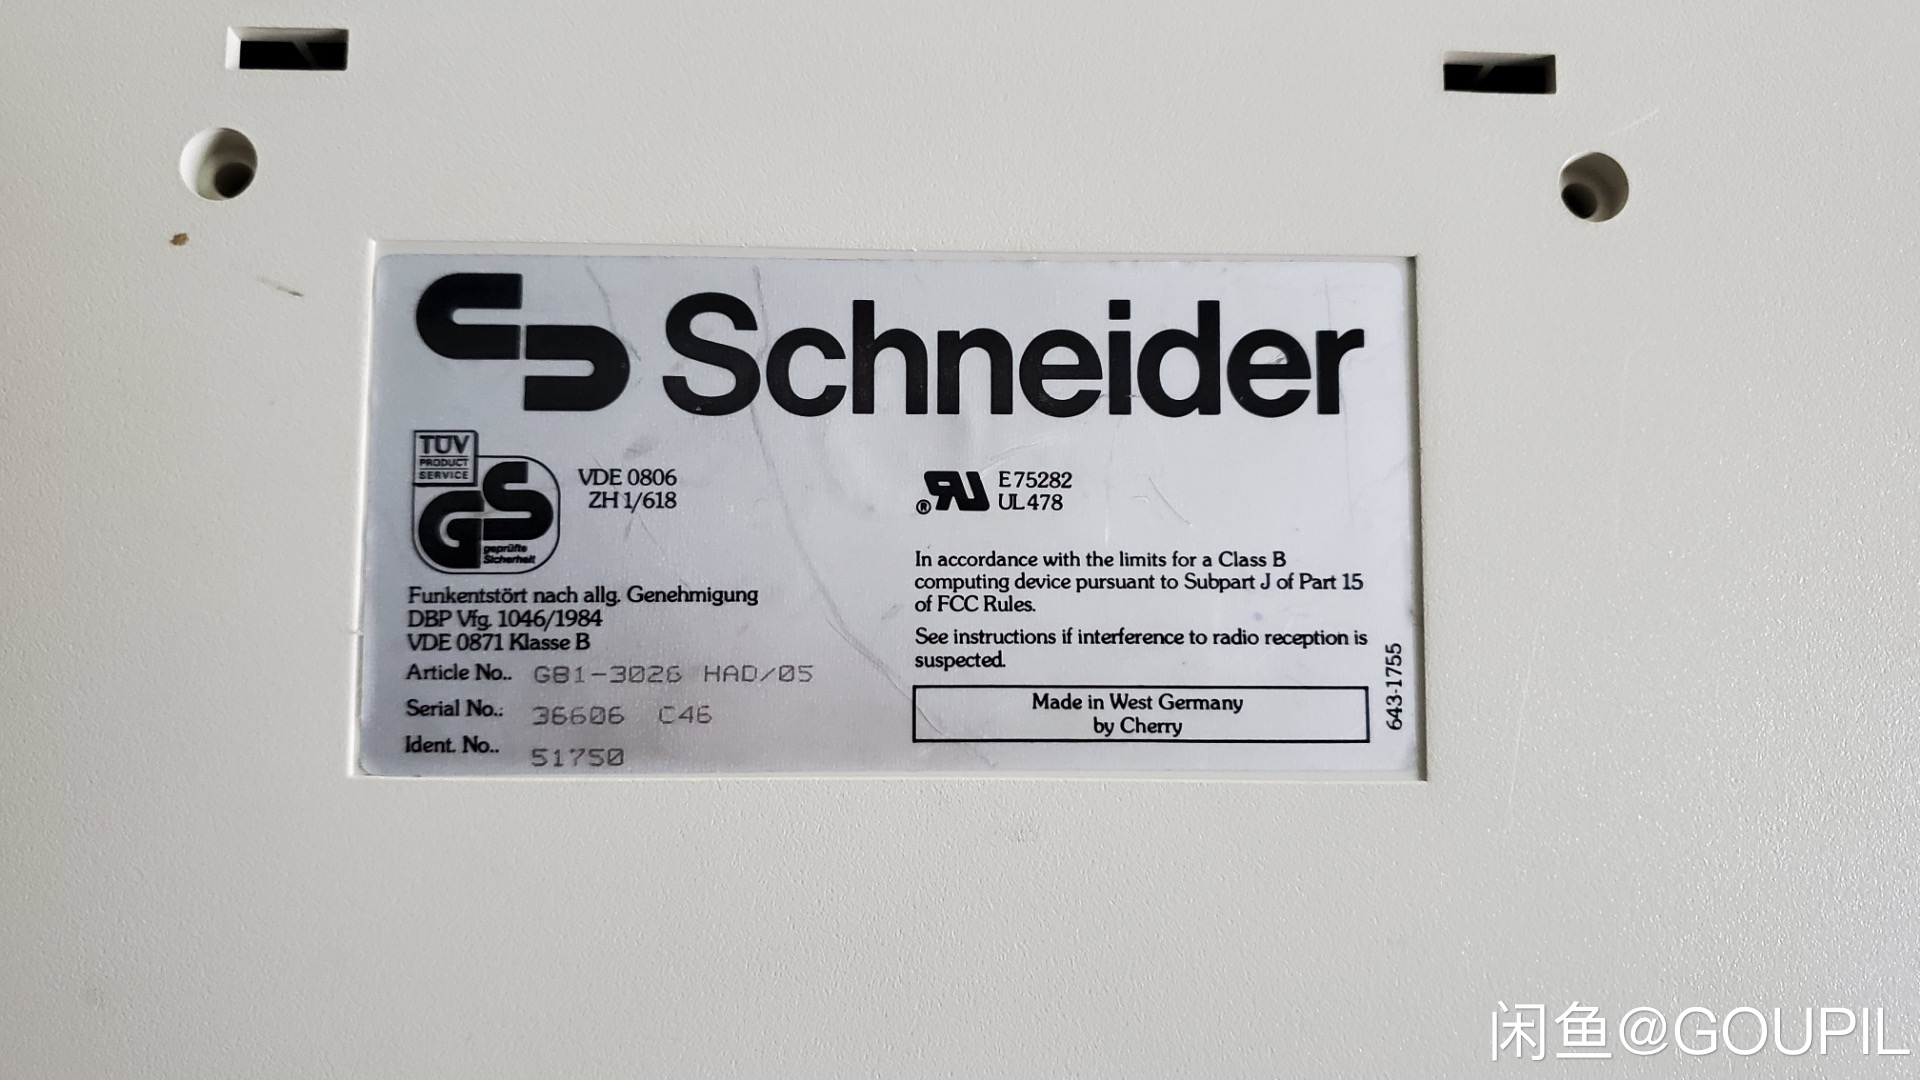 Schneider
TÜV
PRODUCT
SERVICE
GS
geprüfte
Sicherheit
VDE 0806
ZH 1/618
Funkentstört nach allg. Genehmigung
DBP Vfg. 1046/1984
VDE 0871 Klasse B
Article No.. G81-3026 HAD/05
Serial No.: 36606 C46
Ident. No.. 51750
® RU E 75282
UL 478
In accordance with the limits for a Class B
computing device pursuant to Subpart J of Part 15
of FCC Rules.
See instructions if interference to radio reception is
suspected.
Made in West Germany
by Cherry
643-1755
闲鱼@GOUPIL